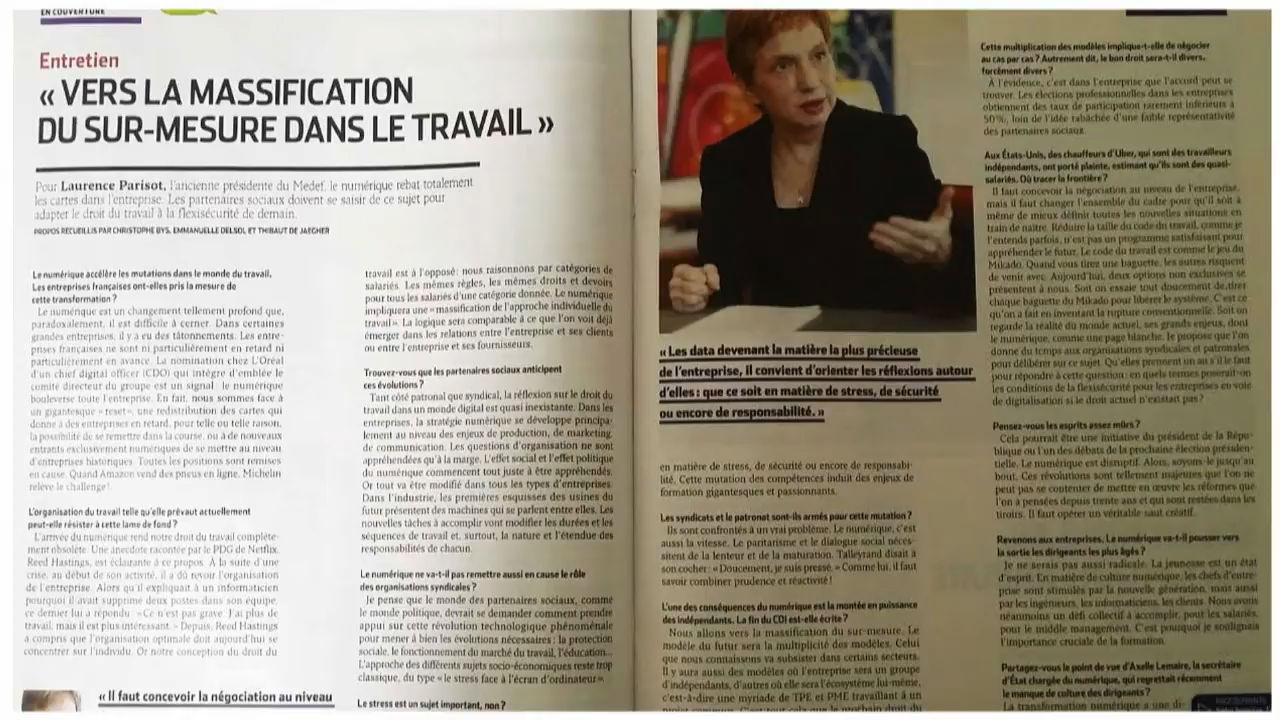 EN COUVERTURE
Entretien
« VERS LA MASSIFICATION
DU SUR-MESURE DANS LE TRAVAIL »
Pour Laurence Parisot, l'ancienne présidente du Medef, le numérique rebat totalement
les cartes dans l'entreprise. Les partenaires sociaux doivent se saisir de ce sujet pour
adapter le droit du travail à la flexisécurité de demain.
PROPOS RECUEILLIS PAR CHRISTOPHE BYS, EMMANUELLE DELSOL ET THIBAUT DE JAEGHER
Le numérique accélère les mutations dans le monde du travail.
Les entreprises françaises ont-elles pris la mesure de
cette transformation ?
Le numérique est un changement tellement profond que,
paradoxalement, il est difficile à cerner. Dans certaines
grandes entreprises, il y a eu des tâtonnements. Les entre-
prises françaises ne sont ni particulièrement en retard ni
particulièrement en avance. La nomination chez L'Oréal
d'un chief digital officer (CDO) qui intègre d'emblée le
comité directeur du groupe est un signal : le numérique
bouleverse toute l'entreprise. En fait, nous sommes face à
un gigantesque « reset », une redistribution des cartes qui
donne à des entreprises en retard, pour telle ou telle raison,
la possibilité de se remettre dans la course, ou à de nouveaux
entrants exclusivement numériques de se mettre au niveau
d'entreprises historiques. Toutes les positions sont remises
en cause. Quand Amazon vend des pneus en ligne, Michelin
relève le challenge !
L'organisation du travail telle qu'elle prévaut actuellement
peut-elle résister à cette lame de fond ?
L'arrivée du numérique rend notre droit du travail complète-
ment obsolète. Une anecdote racontée par le PDG de Netflix,
Reed Hastings, est éclairante à ce propos. À la suite d'une
crise, au début de son activité, il a dû revoir l'organisation
de l'entreprise. Alors qu'il expliquait à un informaticien
pourquoi il avait supprimé deux postes dans son équipe,
ce dernier lui a répondu : « Ce n'est pas grave. J'ai plus de
travail, mais il est plus intéressant. » Depuis, Reed Hastings
a compris que l'organisation optimale doit aujourd'hui se
concentrer sur l'individu. Or notre conception du droit du
« Il faut concevoir la négociation au niveau
travail est à l'opposé : nous raisonnons par catégories de
salariés. Les mêmes règles, les mêmes droits et devoirs
pour tous les salariés d'une catégorie donnée. Le numérique
impliquera une « massification de l'approche individuelle du
travail ». La logique sera comparable à ce que l'on voit déjà
émerger dans les relations entre l'entreprise et ses clients
ou entre l'entreprise et ses fournisseurs.
Trouvez-vous que les partenaires sociaux anticipent
ces évolutions ?
Tant côté patronal que syndical, la réflexion sur le droit du
travail dans un monde digital est quasi inexistante. Dans les
entreprises, la stratégie numérique se développe principa-
lement au niveau des enjeux de production, de marketing,
de communication. Les questions d'organisation ne sont
appréhendées qu'à la marge. L'effet social et l'effet politique
du numérique commencent tout juste à être appréhendés.
Or tout va être modifié dans tous les types d'entreprises.
Dans l'industrie, les premières esquisses des usines du
futur présentent des machines qui se parlent entre elles. Les
nouvelles tâches à accomplir vont modifier les durées et les
séquences de travail et, surtout, la nature et l'étendue des
responsabilités de chacun.
Le numérique ne va-t-il pas remettre aussi en cause le rôle
des organisations syndicales ?
Je pense que le monde des partenaires sociaux, comme
le monde politique, devrait se demander comment prendre
appui sur cette révolution technologique phénoménale
pour mener à bien les évolutions nécessaires : la protection
sociale, le fonctionnement du marché du travail, l'éducation...
L'approche des différents sujets socio-économiques reste trop
classique, du type « le stress face à l'écran d'ordinateur ».
Le stress est un sujet important, non ?
« Les data devenant la matière la plus précieuse
de l'entreprise, il convient d'orienter les réflexions autour
d'elles : que ce soit en matière de stress, de sécurité
ou encore de responsabilité. »
en matière de stress, de sécurité ou encore de responsabi-
lité. Cette mutation des compétences induit des enjeux de
formation gigantesques et passionnants.
Les syndicats et le patronat sont-ils armés pour cette mutation ?
Ils sont confrontés à un vrai problème. Le numérique, c'est
aussi la vitesse. Le paritarisme et le dialogue social néces-
sitent de la lenteur et de la maturation. Talleyrand disait à
son cocher : « Doucement, je suis pressé. » Comme lui, il faut
savoir combiner prudence et réactivité !
L'une des conséquences du numérique est la montée en puissance
des indépendants. La fin du CDI est-elle écrite ?
Nous allons vers la massification du sur-mesure. Le
modèle du futur sera la multiplicité des modèles. Celui
que nous connaissons va subsister dans certains secteurs.
Il y aura aussi des modèles où l'entreprise sera un groupe
d'indépendants, d'autres où elle sera l'écosystème lui-même,
c'est-à-dire une myriade de TPE et PME travaillant à un
Cette multiplication des modèles implique-t-elle de négocier
au cas par cas ? Autrement dit, le bon droit sera-t-il divers,
forcément divers ?
À l'évidence, c'est dans l'entreprise que l'accord peut se
trouver. Les élections professionnelles dans les entreprises
obtiennent des taux de participation rarement inférieurs à
50 %, loin de l'idée rabâchée d'une faible représentativité
des partenaires sociaux.
Aux États-Unis, des chauffeurs d'Uber, qui sont des travailleurs
indépendants, ont porté plainte, estimant qu'ils sont des quasi-
salariés. Où tracer la frontière ?
Il faut concevoir la négociation au niveau de l'entreprise,
mais il faut changer l'ensemble du cadre pour qu'il soit à
même de mieux définir toutes les nouvelles situations en
train de naître. Réduire la taille du code du travail, comme je
l'entends parfois, n'est pas un programme satisfaisant pour
appréhender le futur. Le code du travail est comme le jeu du
Mikado. Quand vous tirez une baguette, les autres risquent
de venir avec. Aujourd'hui, deux options non exclusives se
présentent à nous. Soit on essaie tout doucement de tirer
chaque baguette du Mikado pour libérer le système. C'est ce
qu'on a fait en inventant la rupture conventionnelle. Soit on
regarde la réalité du monde actuel, ses grands enjeux, dont
le numérique, comme une page blanche. Je propose que l'on
donne du temps aux organisations syndicales et patronales
pour délibérer sur ce sujet. Qu'elles prennent un an s'il le faut
pour répondre à cette question : en quels termes poserait-on
les conditions de la flexisécurité pour les entreprises en voie
de digitalisation si le droit actuel n'existait pas ?
Pensez-vous les esprits assez mûrs ?
Cela pourrait être une initiative du président de la Répu-
blique ou l'un des débats de la prochaine élection présiden-
tielle. Le numérique est disruptif. Alors, soyons-le jusqu'au
bout. Ces révolutions sont tellement majeures que l'on ne
peut pas se contenter de mettre en œuvre les réformes que
l'on a pensées depuis trente ans et qui sont restées dans les
tiroirs. Il faut opérer un véritable saut créatif.
Revenons aux entreprises. Le numérique va-t-il pousser vers
la sortie les dirigeants les plus âgés ?
Je ne serais pas aussi radicale. La jeunesse est un état
d'esprit. En matière de culture numérique, les chefs d'entre-
prise sont stimulés par la nouvelle génération, mais aussi
par les ingénieurs, les informaticiens, les clients. Nous avons
néanmoins un défi collectif à accomplir, pour les salariés,
pour le middle management. C'est pourquoi je soulignais
l'importance cruciale de la formation.
Partagez-vous le point de vue d'Axelle Lemaire, la secrétaire
d'État chargée du numérique, qui regrettait récemment
le manque de culture des dirigeants ?
La transformation numérique a une di-